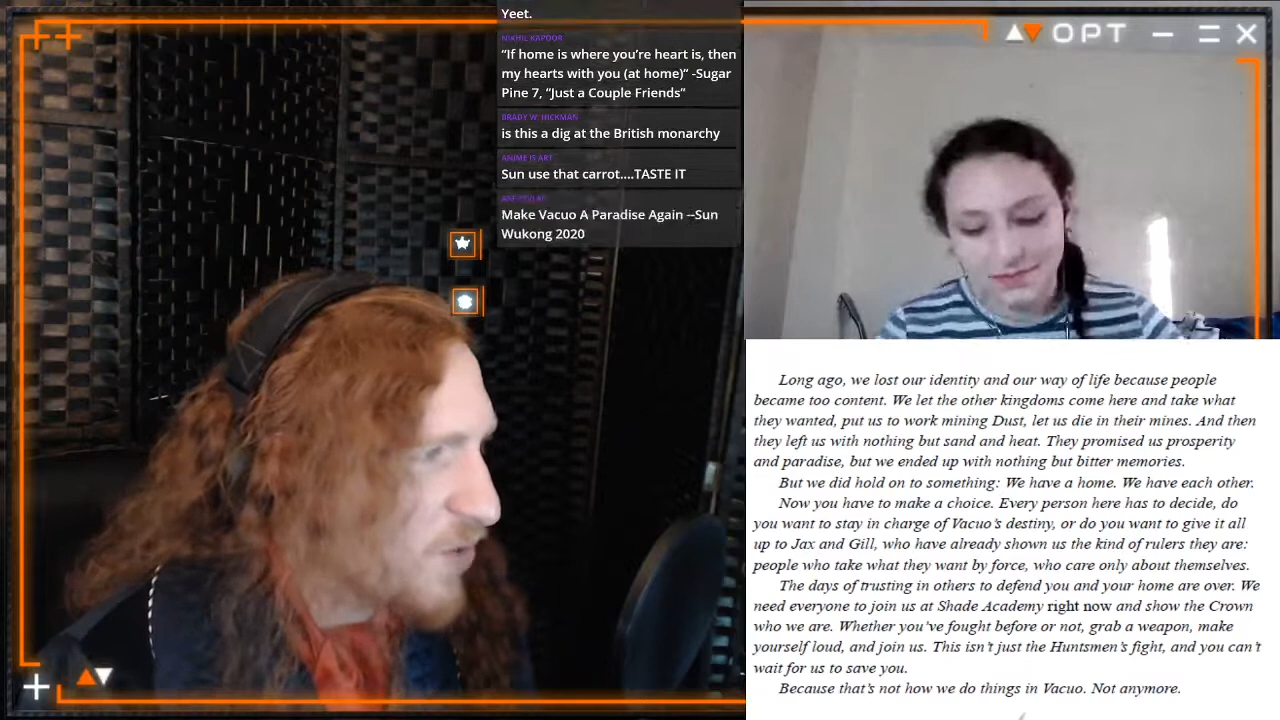 Yeet.
NIKHIL KAPOOR
“If home is where you’re heart is, then
my hearts with you (at home)” -Sugar
Pine 7, “Just a Couple Friends”
BRADY W. HICKMAN
is this a dig at the British monarchy
ANIME IS ART
Sun use that carrot....TASTE IT
Make Vacuo A Paradise Again --Sun
Wukong 2020
OPT
Long ago, we lost our identity and our way of life because people
became too content. We let the other kingdoms come here and take what
they wanted, put us to work mining Dust, let us die in their mines. And then
they left us with nothing but sand and heat. They promised us prosperity
and paradise, but we ended up with nothing but bitter memories.
But we did hold on to something: We have a home. We have each other.
Now you have to make a choice. Every person here has to decide, do
you want to stay in charge of Vacuo’s destiny, or do you want to give it all
up to Jax and Gill, who have already shown us the kind of rulers they are:
people who take what they want by force, who care only about themselves.
The days of trusting in others to defend you and your home are over. We
need everyone to join us at Shade Academy right now and show the Crown
who we are. Whether you’ve fought before or not, grab a weapon, make
yourself loud, and join us. This isn’t just the Huntsmen’s fight, and you can’t
wait for us to save you.
Because that’s not how we do things in Vacuo. Not anymore.